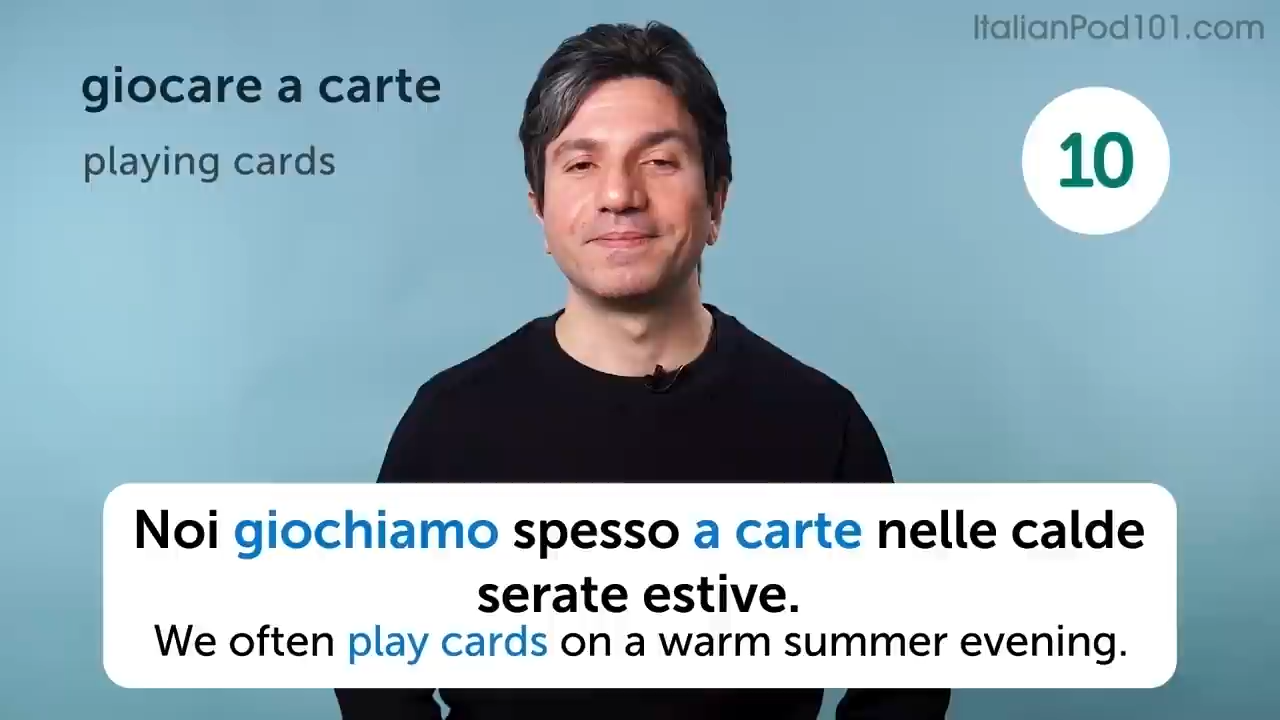 ItalianPod101.com
giocare a carte
playing cards
10
Noi giochiamo spesso a carte nelle calde
serate estive.
We often play cards on a warm summer evening.